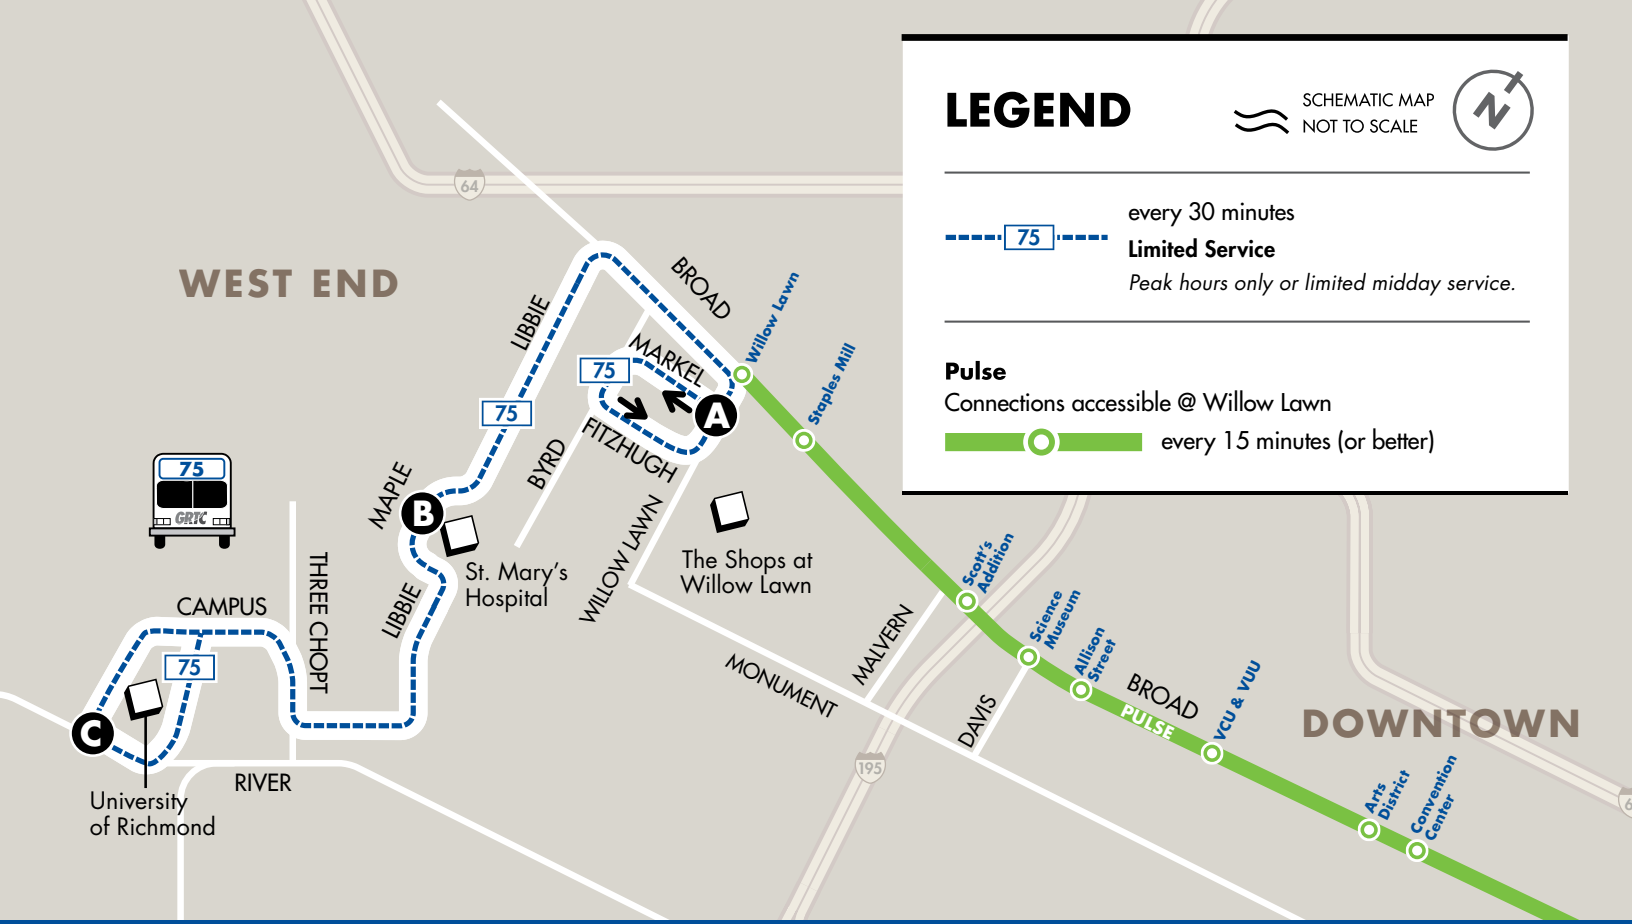 LEGEND
SCHEMATIC MAP
NOT TO SCALE
N
75
every 30 minutes
Limited Service
Peak hours only or limited midday service.
Pulse
Connections accessible @ Willow Lawn
every 15 minutes (or better)
64
WEST END
BROAD
LIBBIE
Willow Lawn
MARKEL
75
Staples Mill
75
A
FITZHUGH
BYRD
75
GRTC
MAPLE
B
WILLOW LAWN
St. Mary's
Hospital
The Shops at
Willow Lawn
THREE CHOPT
LIBBIE
CAMPUS
75
C
RIVER
University
of Richmond
Scott's
Addition
Science
Museum
Allison
Street
MALVERN
MONUMENT
DAVIS
BROAD
PULSE
VCU & VUU
DOWNTOWN
195
Arts
District
Convention
Center
6